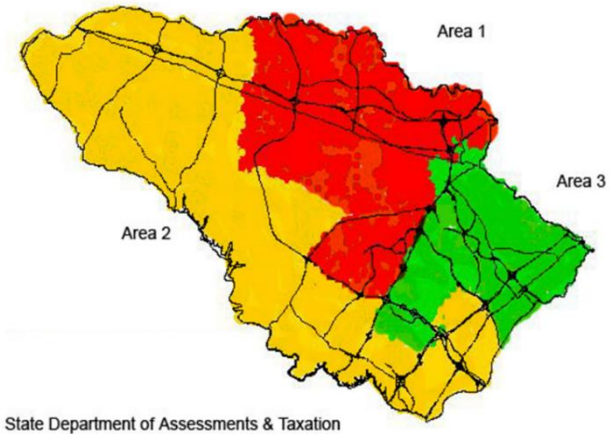 Area 1
Area 3
Area 2
State Department of Assessments & Taxation